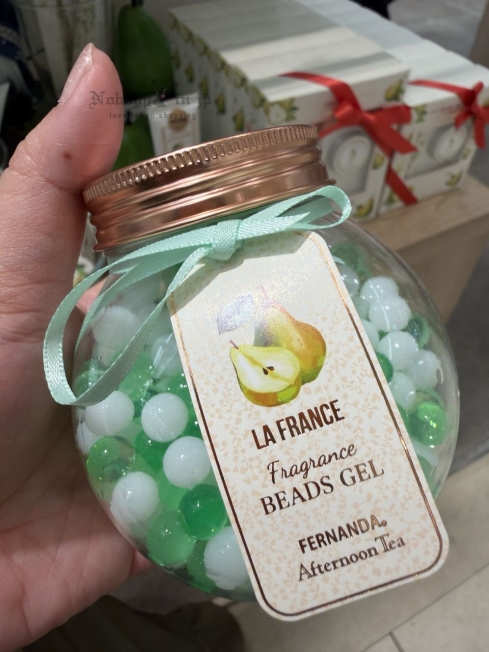 LA FRANCE
Fragrance
BEADS GEL
FERNANDA
Afternoon Tea